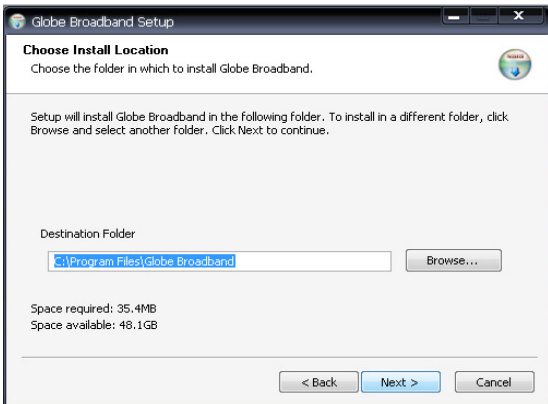 Globe Broadband Setup
Choose Install Location
Choose the folder in which to install Globe Broadband.
Setup will install Globe Broadband in the following folder. To install in a different folder, click
Browse and select another folder. Click Next to continue.
Destination Folder
C:\Program Files\Globe Broadband
Browse...
Space required: 35.4MB
Space available: 48.1GB
< Back
Next >
Cancel